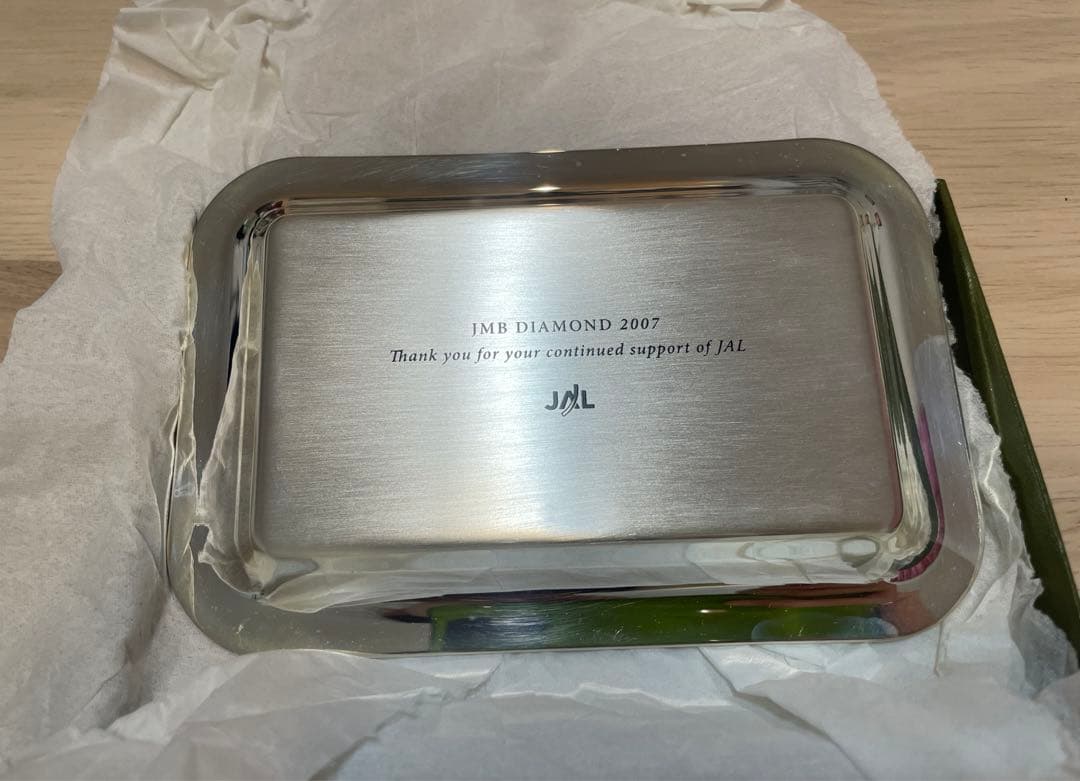 JMB DIAMOND 2007
Thank you for your continued support of JAL
JAL